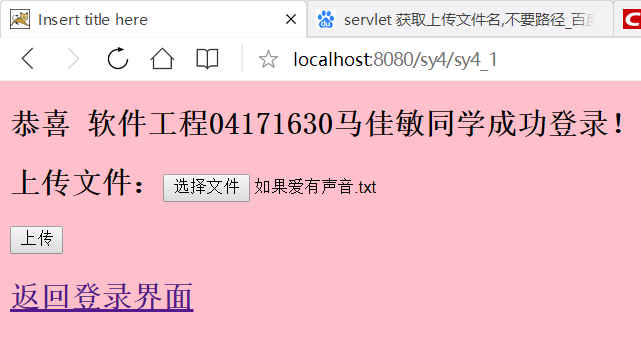 Insert title here
servlet 获取上传文件名,不要路径_百度
localhost:8080/sy4/sy4_1
恭喜 软件工程04171630马佳敏同学成功登录！
上传文件：选择文件 如果爱有声音.txt
上传
返回登录界面